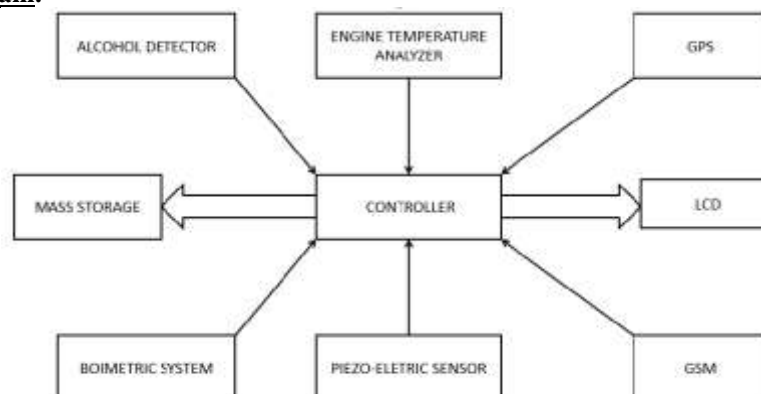 ALCOHOL DETECTOR
ENGINE TEMPERATURE
ANALYZER
GPS
MASS STORAGE
CONTROLLER
LCD
BOIMETRIC SYSTEM
PIEZO-ELETRIC SENSOR
GSM